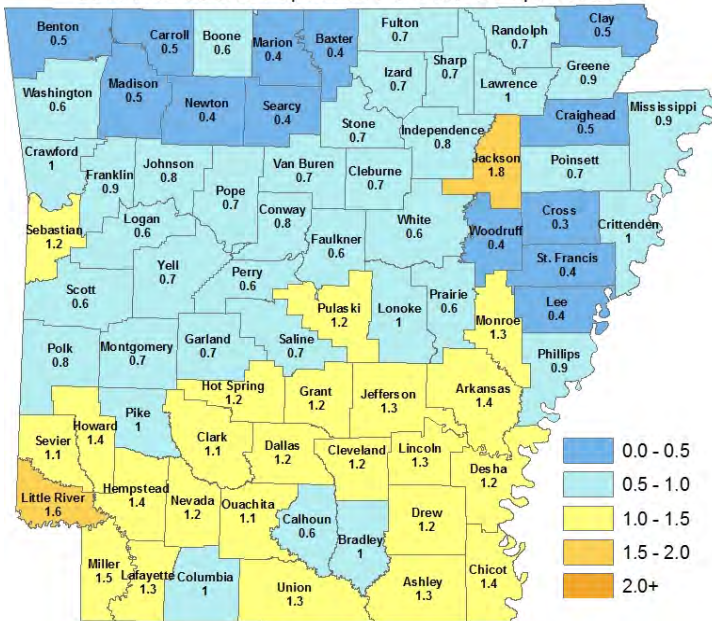 Benton
0.5
Carroll
0.5
Boone
0.6
Marion
0.4
Baxter
0.4
Fulton
0.7
Randolph
0.7
Clay
0.5
Washington
0.6
Madison
0.5
Newton
0.4
Searcy
0.4
Izard
0.7
Sharp
0.7
Lawrence
1
Greene
0.9
Stone
0.7
Independence
0.8
Craighead
0.5
Mississippi
0.9
Crawford
1
Franklin
0.9
Johnson
0.8
Pope
0.7
Van Buren
0.7
Cleburne
0.7
Jackson
1.8
Poinsett
0.7
Sebastian
1.2
Logan
0.6
Conway
0.8
Faulkner
0.6
White
0.6
Woodruff
0.4
Cross
0.3
Crittenden
1
Scott
0.6
Yell
0.7
Perry
0.6
St. Francis
0.4
Pulaski
1.2
Lonoke
1
Prairie
0.6
Monroe
1.3
Lee
0.4
Polk
0.8
Montgomery
0.7
Garland
0.7
Saline
0.7
Phillips
0.9
Hot Spring
1.2
Grant
1.2
Jefferson
1.3
Arkansas
1.4
Howard
1.4
Pike
1
Sevier
1.1
Clark
1.1
Dallas
1.2
Cleveland
1.2
Lincoln
1.3
Desha
1.2
Little River
1.6
Hempstead
1.4
Nevada
1.2
Ouachita
1.1
Calhoun
0.6
Bradley
1
Drew
1.2
Miller
1.5
Lafayette
1.3
Columbia
1
Union
1.3
Ashley
1.3
Chicot
1.4
0.0 - 0.5
0.5 - 1.0
1.0 - 1.5
1.5 - 2.0
2.0+